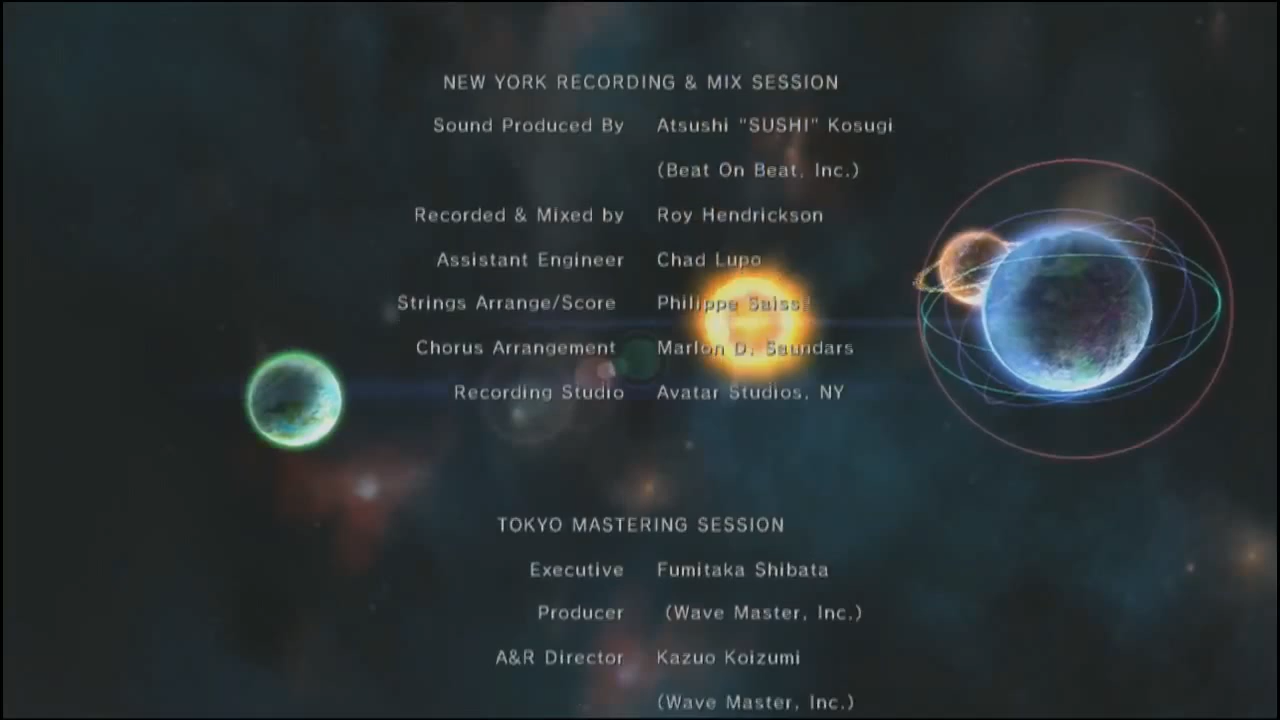 NEW YORK RECORDING & MIX SESSION
Sound Produced By Atsushi "SUSHI" Kosugi
(Beat On Beat, Inc.)
Recorded & Mixed by Roy Hendrickson
Assistant Engineer Chad Lupo
Strings Arrange/Score Philippe
Chorus Arrangement Marlon D. Saundars
Recording Studio Avatar Studios, NY
TOKYO MASTERING SESSION
Executive Fumitaka Shibata
Producer (Wave Master, Inc.)
A&R Director Kazuo Koizumi
(Wave Master, Inc.)